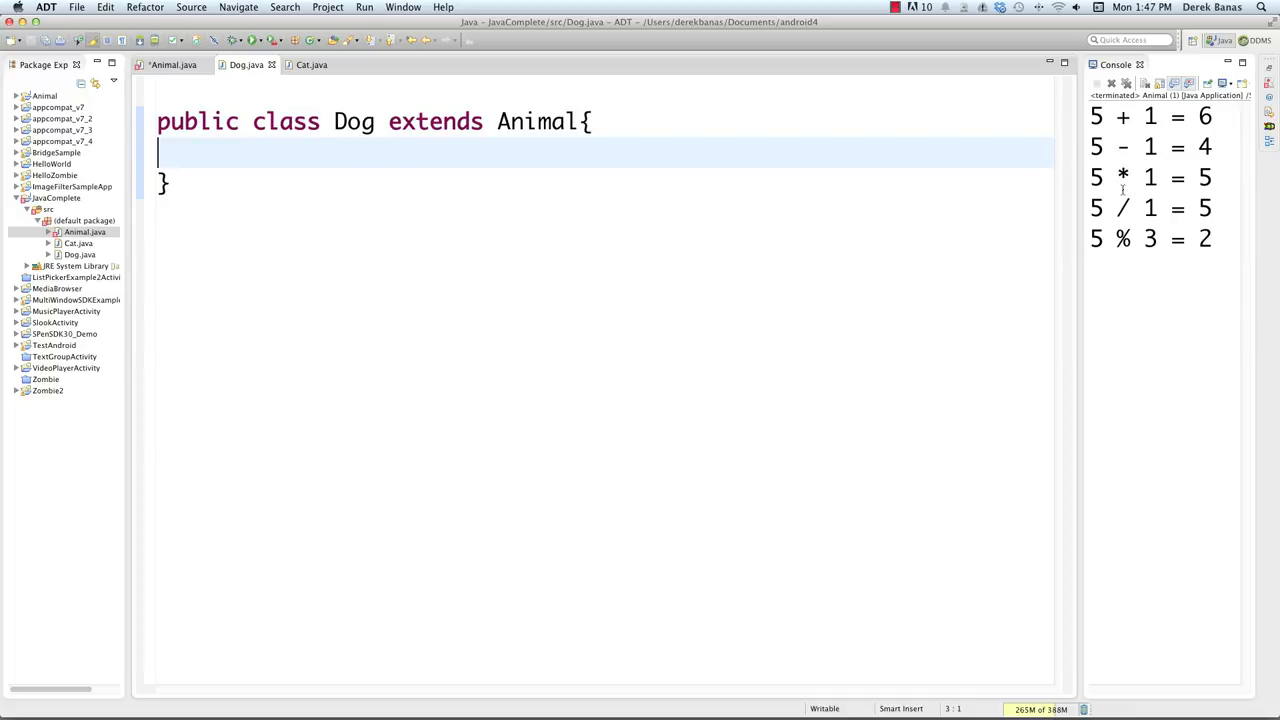 ADT File Edit Refactor Source Navigate Search Project Run Window Help 10 Mon 1:47 PM Derek Banas
Java - JavaComplete/src/Dog.java - ADT - /Users/derekbanas/Documents/android4
Quick Access Java DDMS
Package Exp *Animal.java Dog.java Cat.java Console
<terminated> Animal (1) [Java Application] /S
Animal
appcompat_v7
appcompat_v7_2
appcompat_v7_3
appcompat_v7_4
BridgeSample
HelloWorld
HelloZombie
ImageFilterSampleApp
JavaComplete
src
(default package)
Animal.java
Cat.java
Dog.java
JRE System Library [Ja
ListPickerExample2Activi
MediaBrowser
MultiWindowSDKExample
MusicPlayerActivity
SlookActivity
SPenSDK30_Demo
TestAndroid
TextGroupActivity
VideoPlayerActivity
Zombie
Zombie2
public class Dog extends Animal{
}
5 + 1 = 6
5 - 1 = 4
5 * 1 = 5
5 / 1 = 5
5 % 3 = 2
Writable Smart Insert 3 : 1 265M of 388M